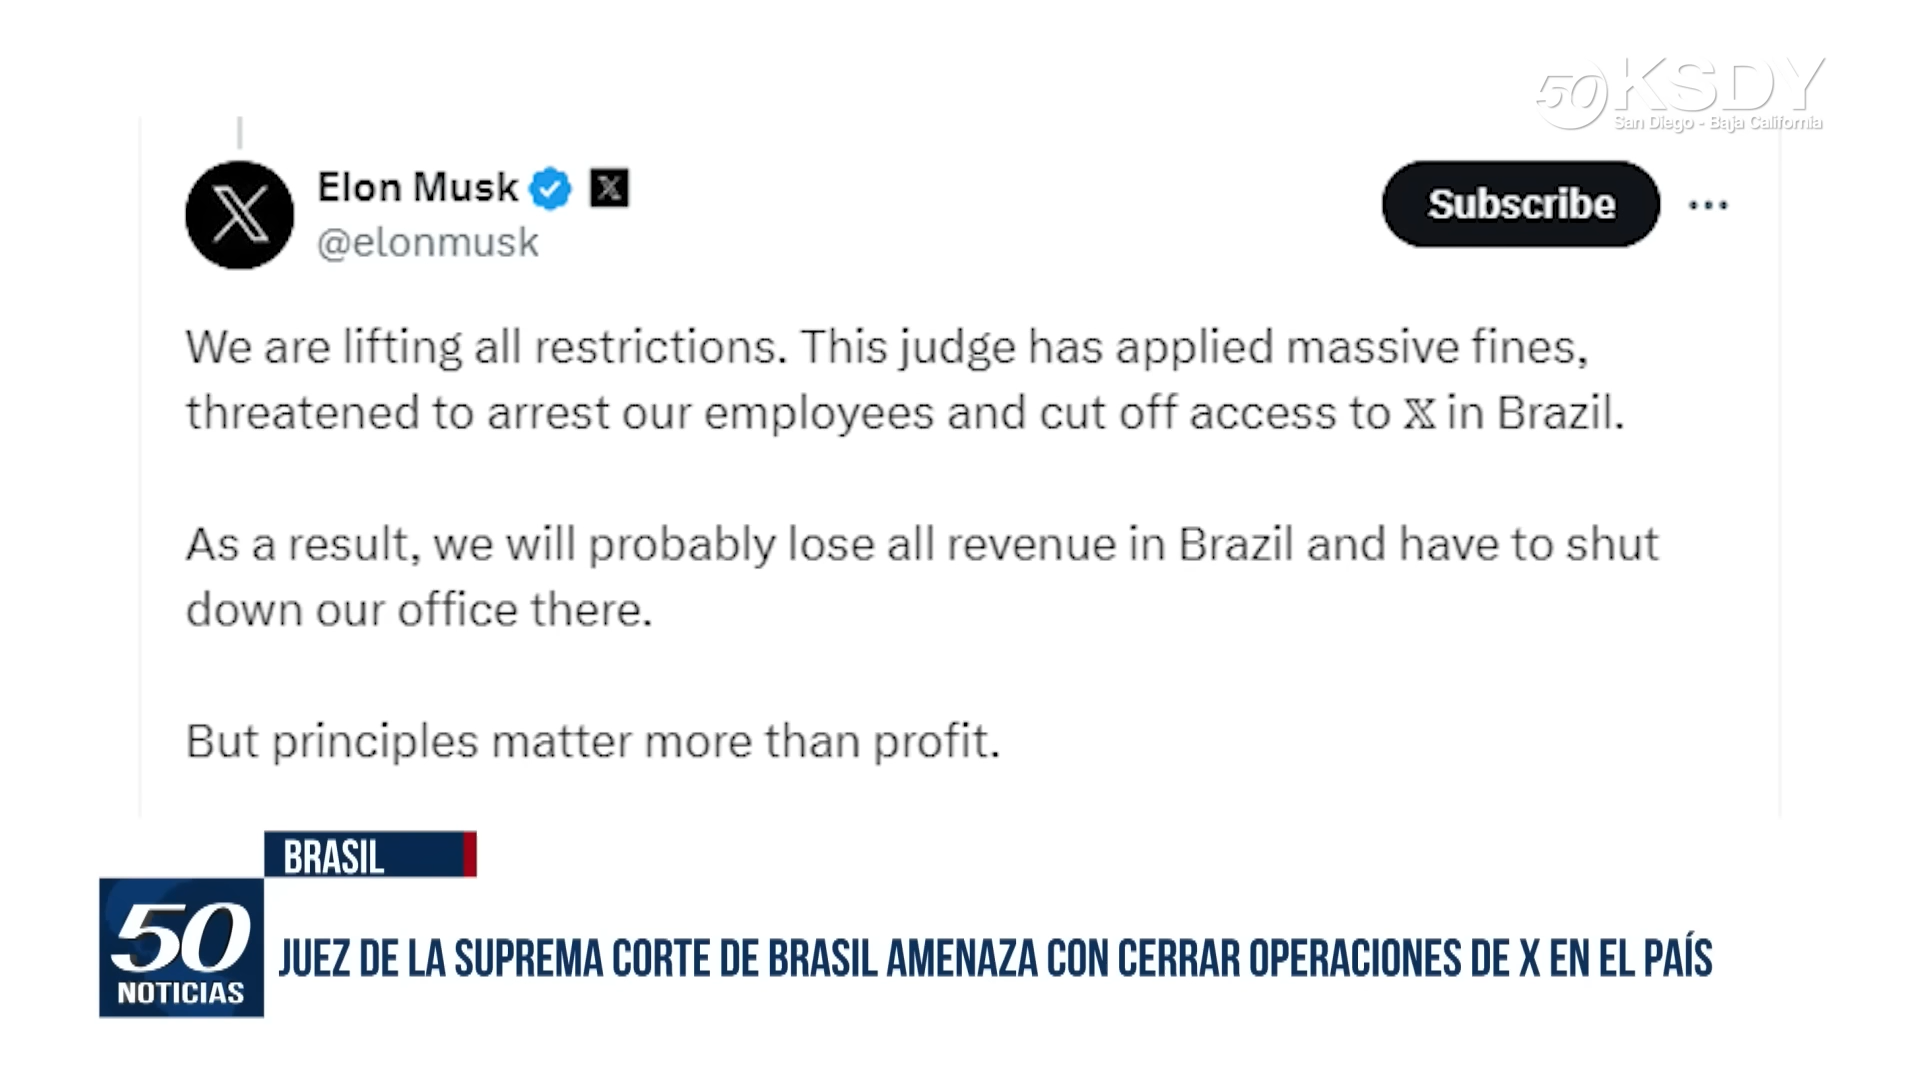 50 KSDY
San Diego - Baja California
Elon Musk
@elonmusk
Subscribe
We are lifting all restrictions. This judge has applied massive fines,
threatened to arrest our employees and cut off access to 𝕏 in Brazil.
As a result, we will probably lose all revenue in Brazil and have to shut
down our office there.
But principles matter more than profit.
BRASIL
50
NOTICIAS
JUEZ DE LA SUPREMA CORTE DE BRASIL AMENAZA CON CERRAR OPERACIONES DE X EN EL PAÍS